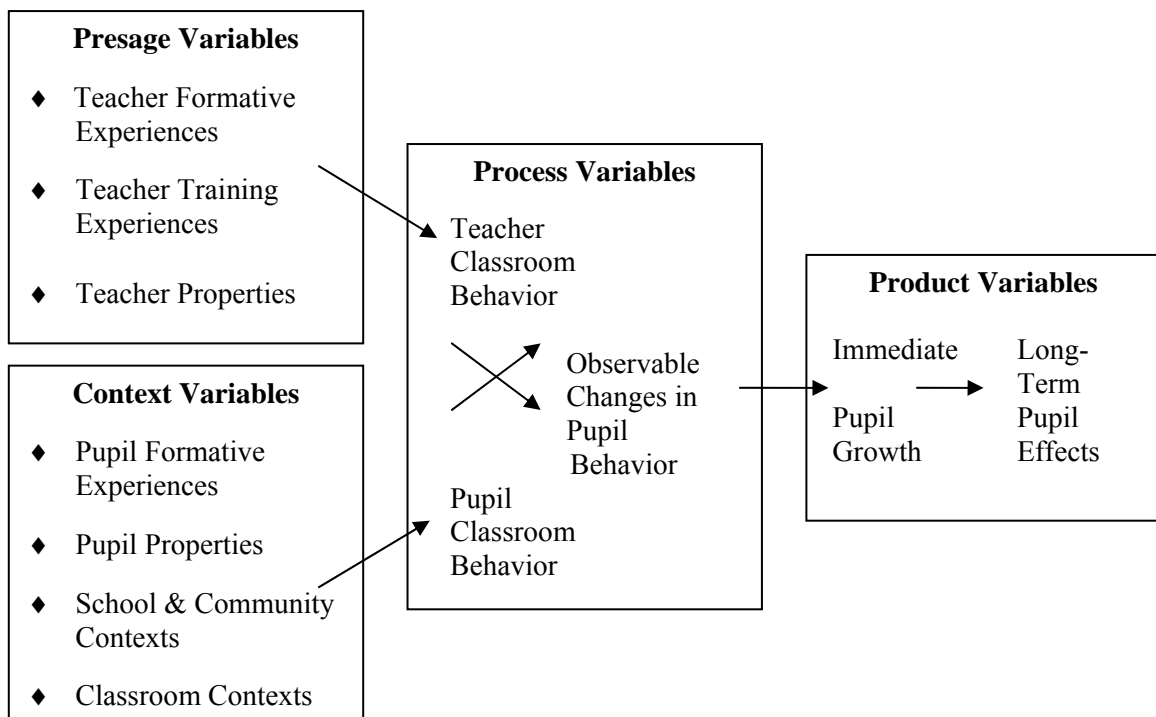 Presage Variables
♦ Teacher Formative
Experiences
♦ Teacher Training
Experiences
♦ Teacher Properties
Context Variables
♦ Pupil Formative
Experiences
♦ Pupil Properties
♦ School & Community
Contexts
♦ Classroom Contexts
Process Variables
Teacher
Classroom
Behavior
Observable
Changes in
Pupil
Behavior
Pupil
Classroom
Behavior
Product Variables
Immediate
Pupil
Growth
Long-
Term
Pupil
Effects